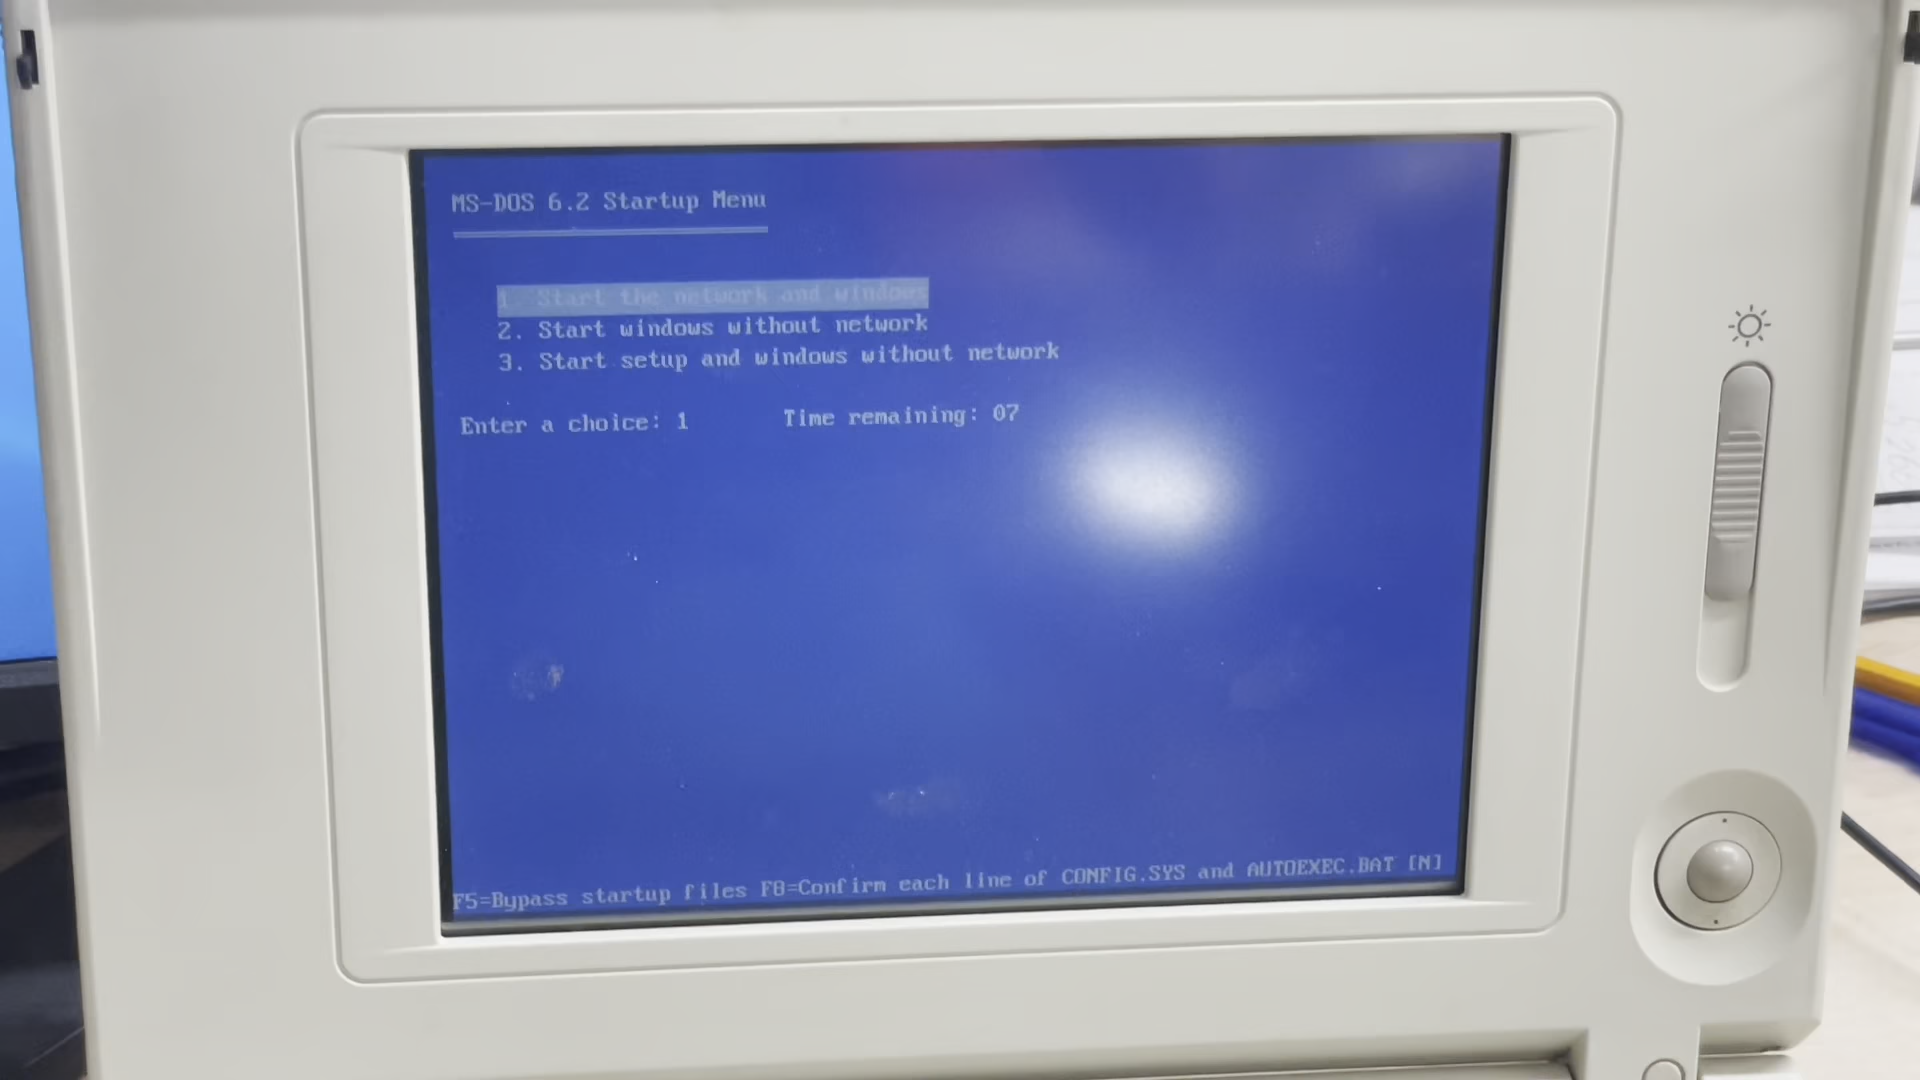 MS-DOS 6.2 Startup Menu
1. Start the network and windows
2. Start windows without network
3. Start setup and windows without network
Enter a choice: 1 Time remaining: 07
F5=Bypass startup files F8=Confirm each line of CONFIG.SYS and AUTOEXEC.BAT [N]